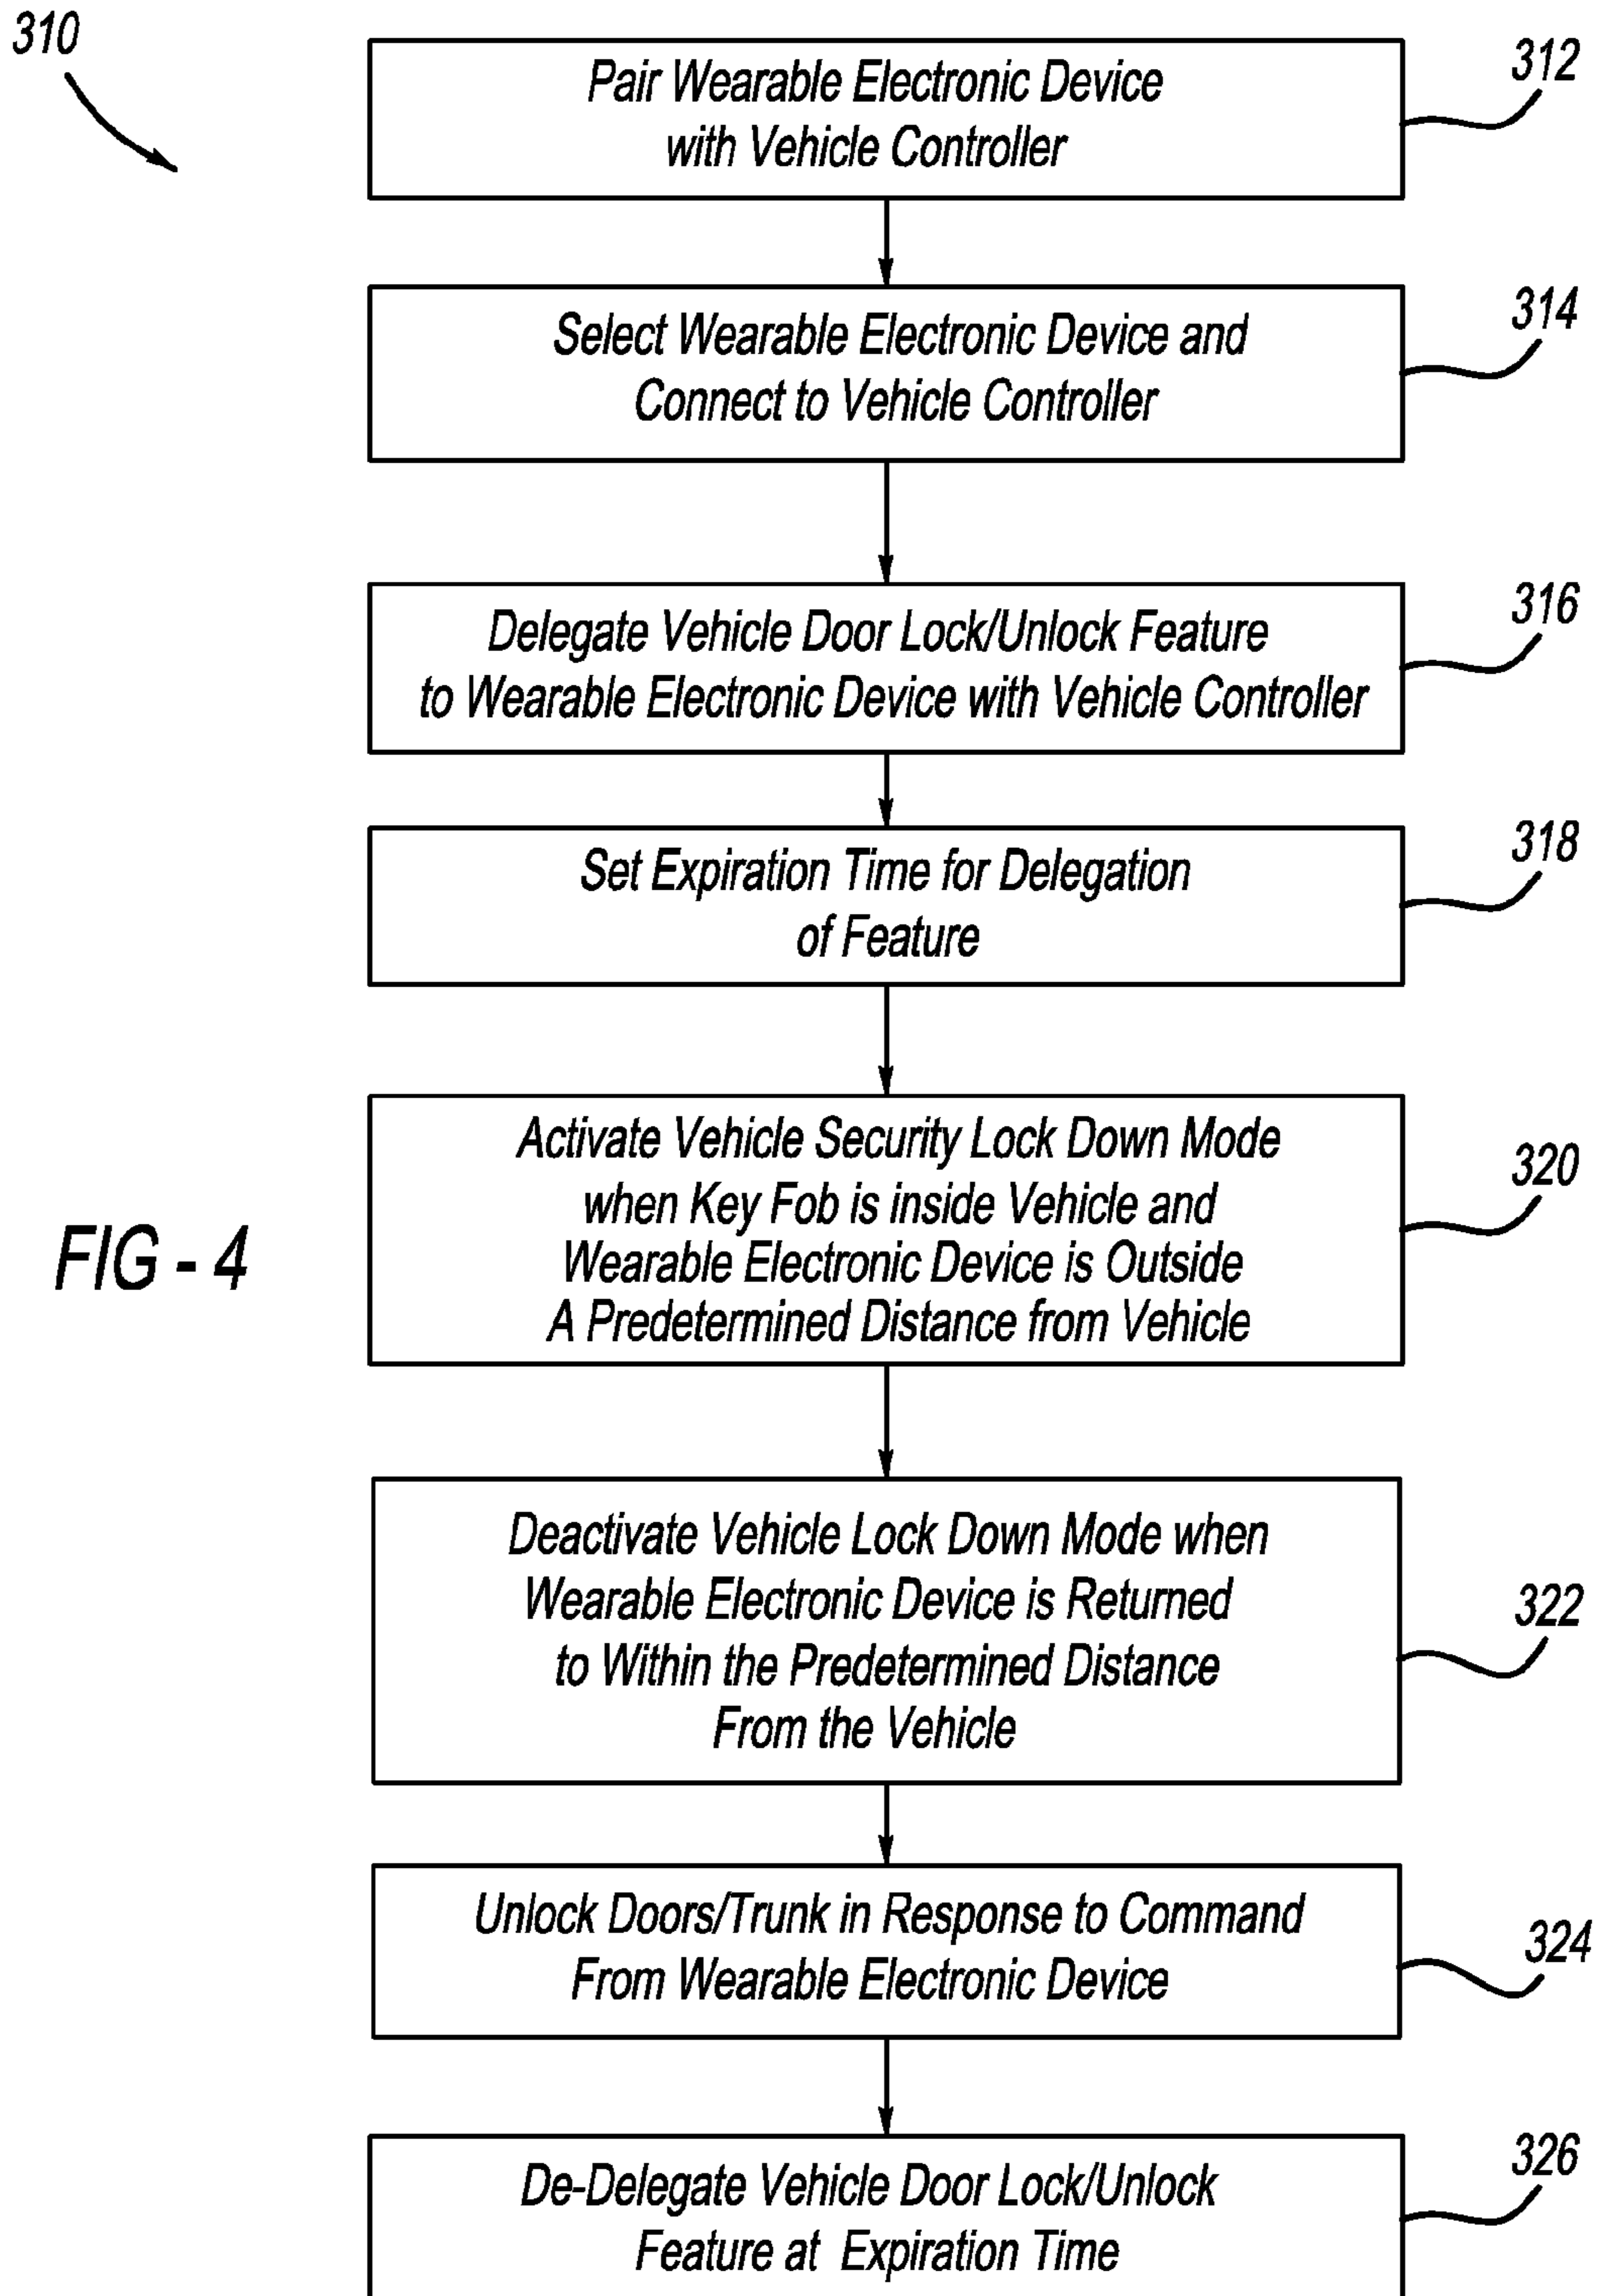 310
Pair Wearable Electronic Device
with Vehicle Controller
312
Select Wearable Electronic Device and
Connect to Vehicle Controller
314
Delegate Vehicle Door Lock/Unlock Feature
to Wearable Electronic Device with Vehicle Controller
316
Set Expiration Time for Delegation
of Feature
318
Activate Vehicle Security Lock Down Mode
when Key Fob is inside Vehicle and
Wearable Electronic Device is Outside
A Predetermined Distance from Vehicle
320
FIG - 4
Deactivate Vehicle Lock Down Mode when
Wearable Electronic Device is Returned
to Within the Predetermined Distance
From the Vehicle
322
Unlock Doors/Trunk in Response to Command
From Wearable Electronic Device
324
De-Delegate Vehicle Door Lock/Unlock
Feature at Expiration Time
326